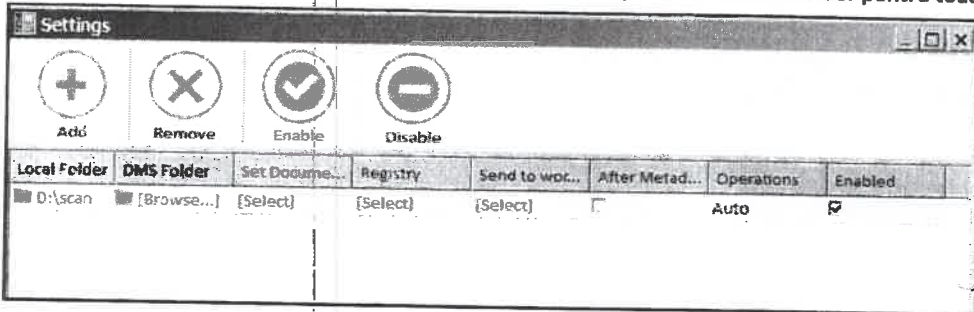 Settings
Add Remove Enable Disable
Local Folder DMS Folder Set Docume... Registry Send to wor... After Metad... Operations Enabled
D:\scan [Browse...] [Select] [Select] [Select] Auto